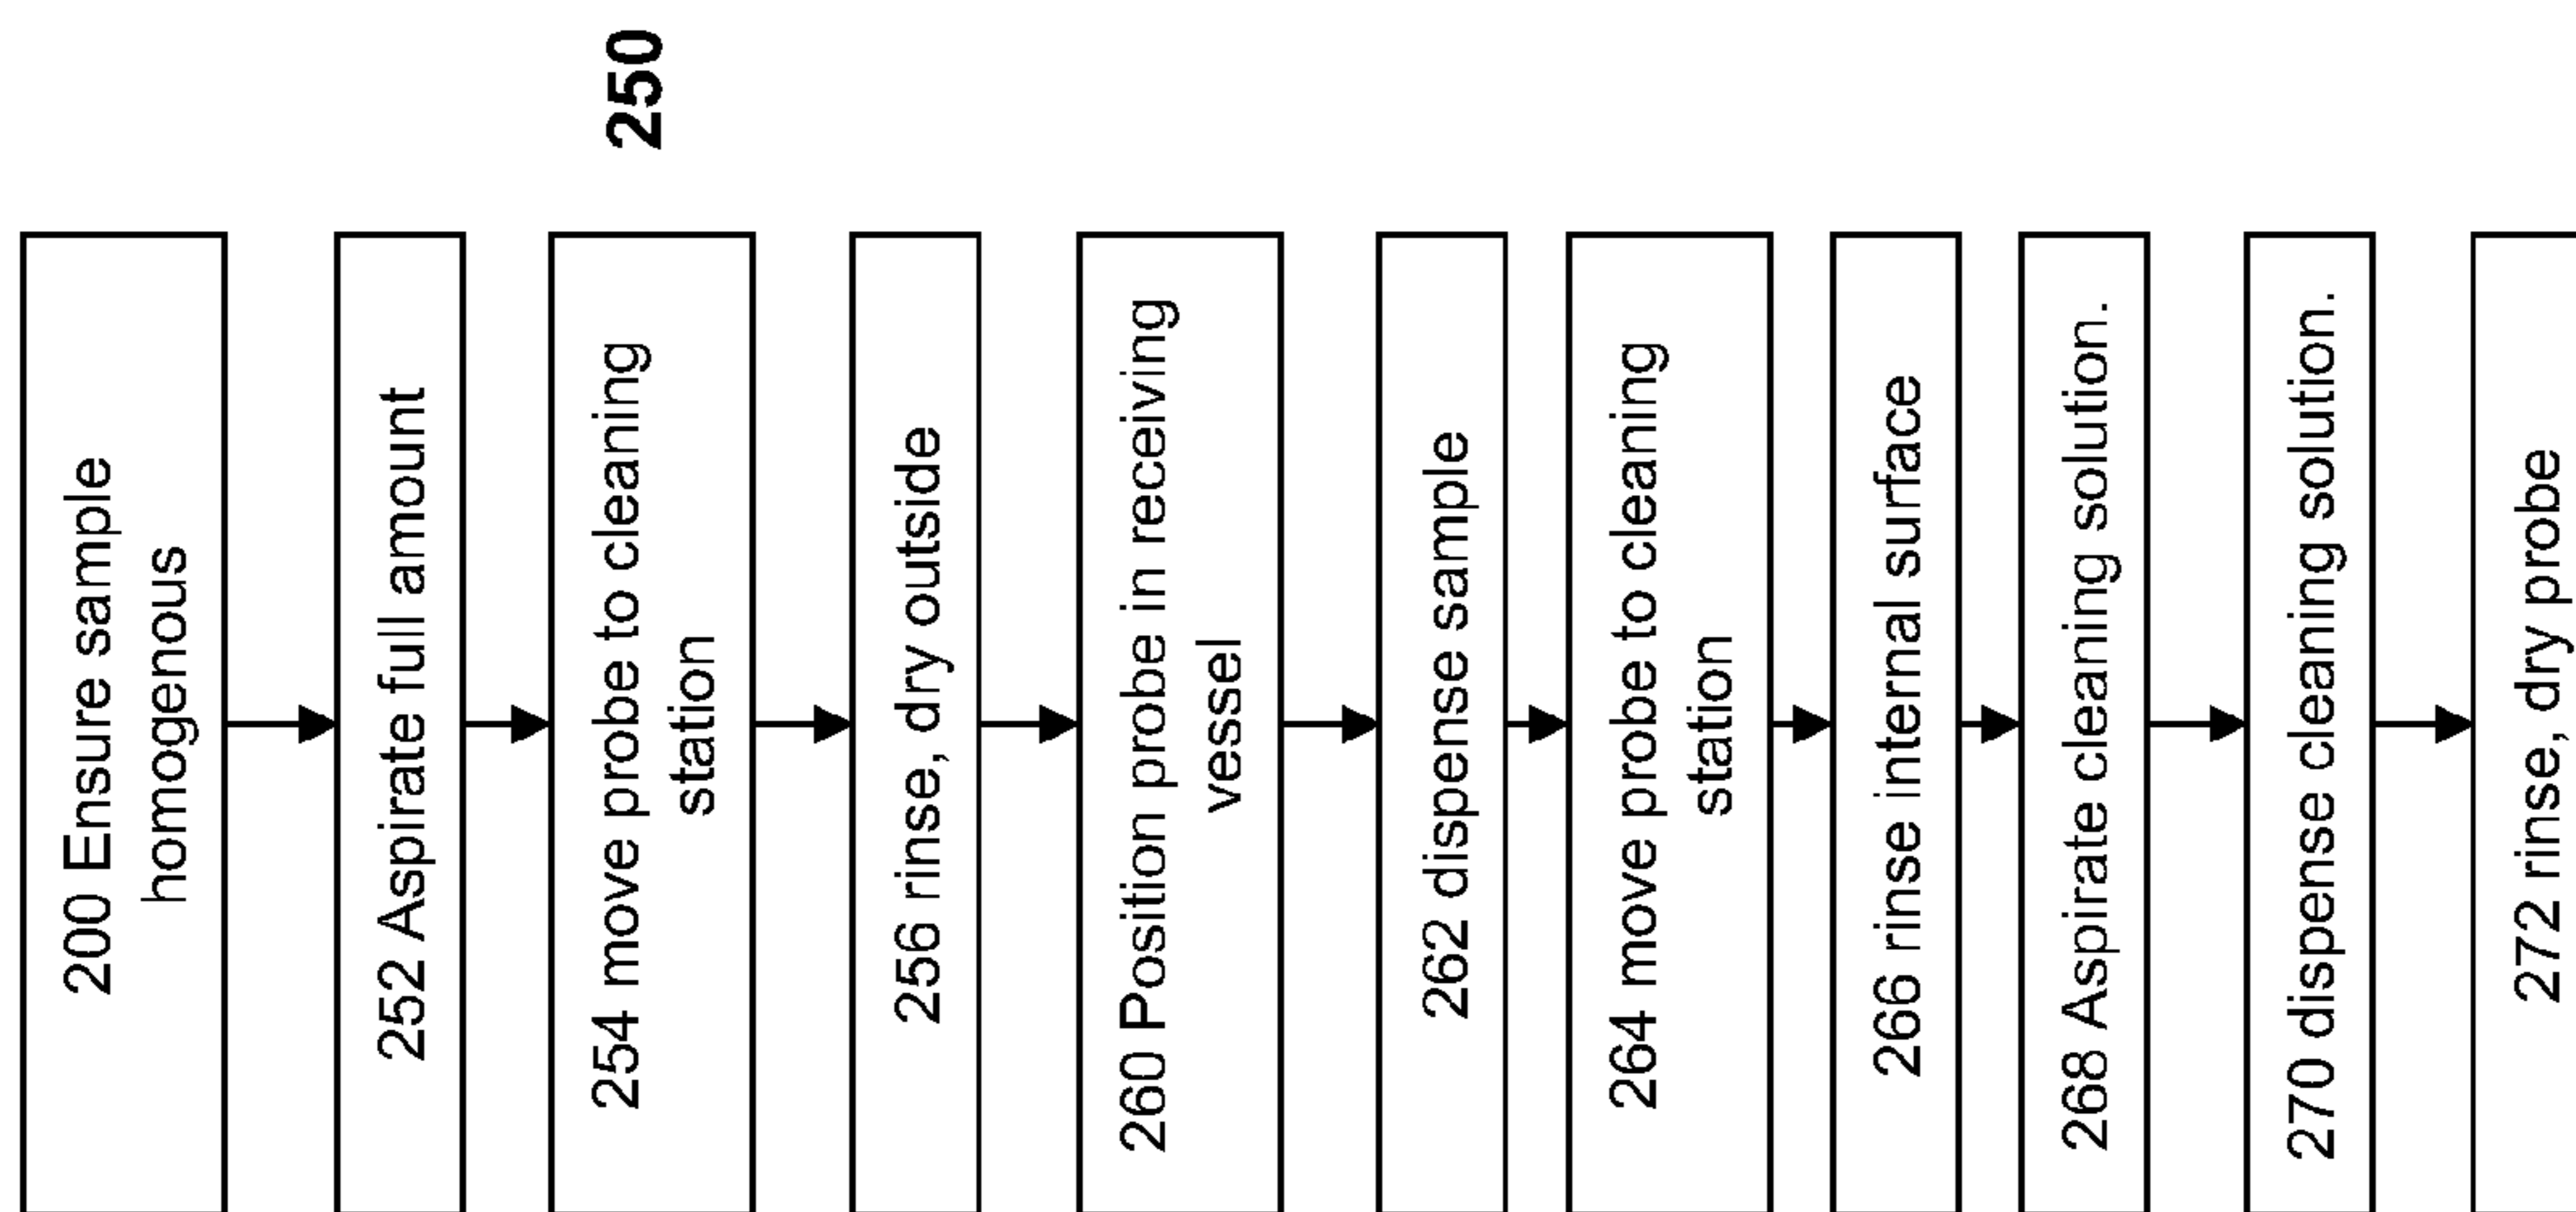 250
200 Ensure sample
homogenous
252 Aspirate full amount
254 move probe to cleaning
station
256 rinse, dry outside
260 Position probe in receiving
vessel
262 dispense sample
264 move probe to cleaning
station
266 rinse internal surface
268 Aspirate cleaning solution.
270 dispense cleaning solution.
272 rinse, dry probe